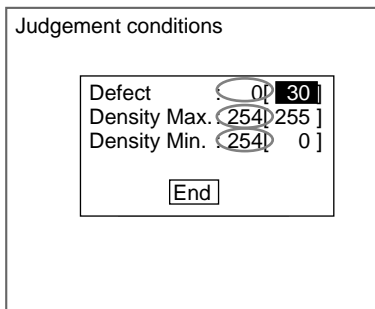 Judgement conditions
Defect : 0[ 30 ]
Density Max. : 254[ 255 ]
Density Min. : 254[ 0 ]
End